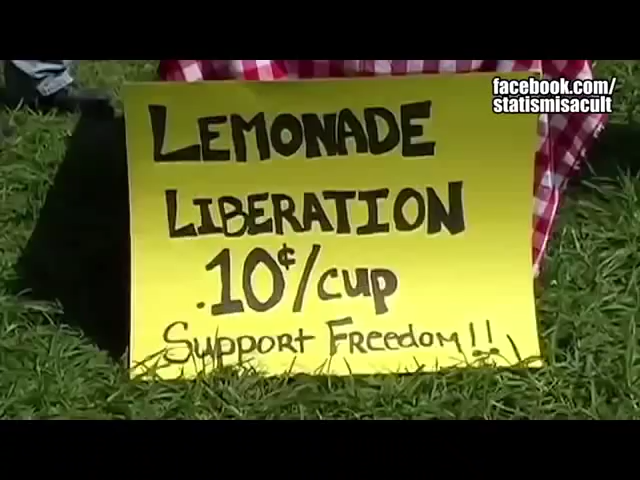 facebook.com/
statismisacult
LEMONADE
LIBERATION
.10¢/cup
Support Freedom!!